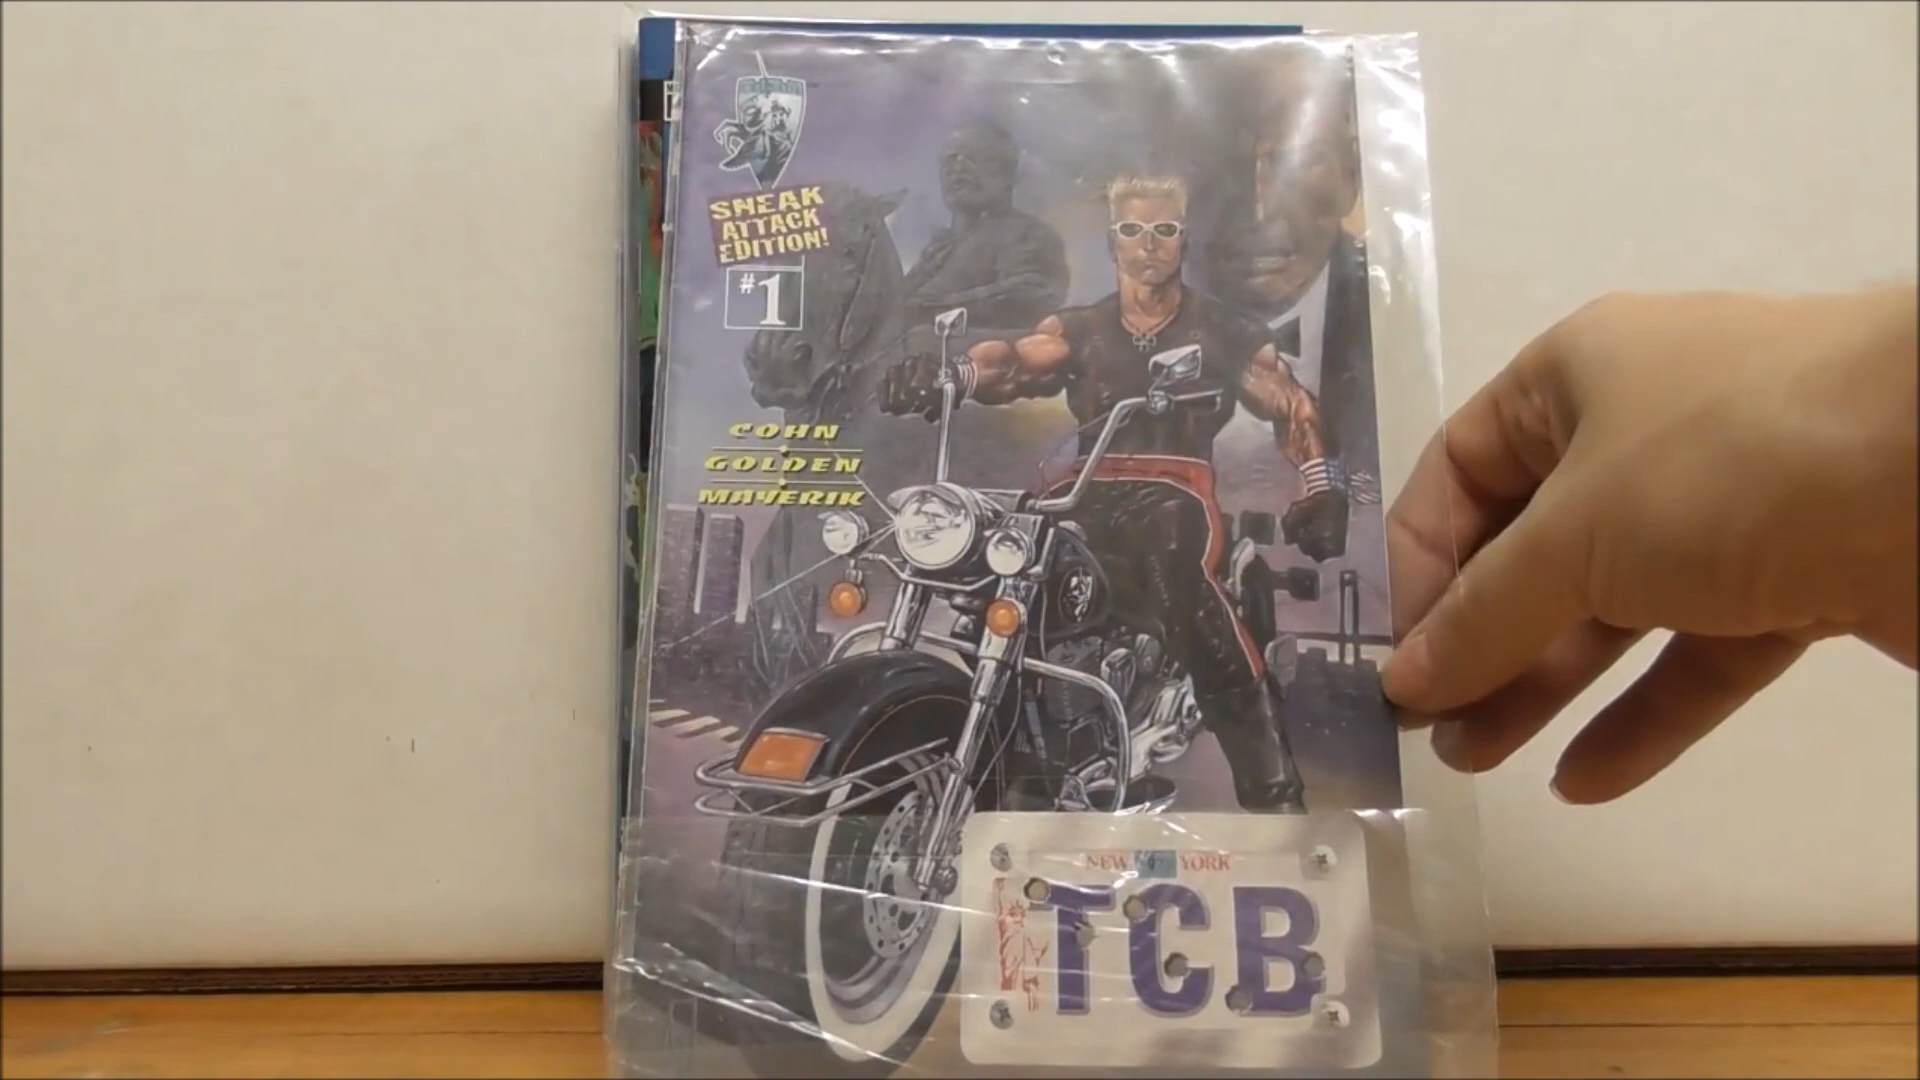 SNEAK
ATTACK
EDITION!
#1
COHN
GOLDEN
MAVERIK
NEW YORK
TCB